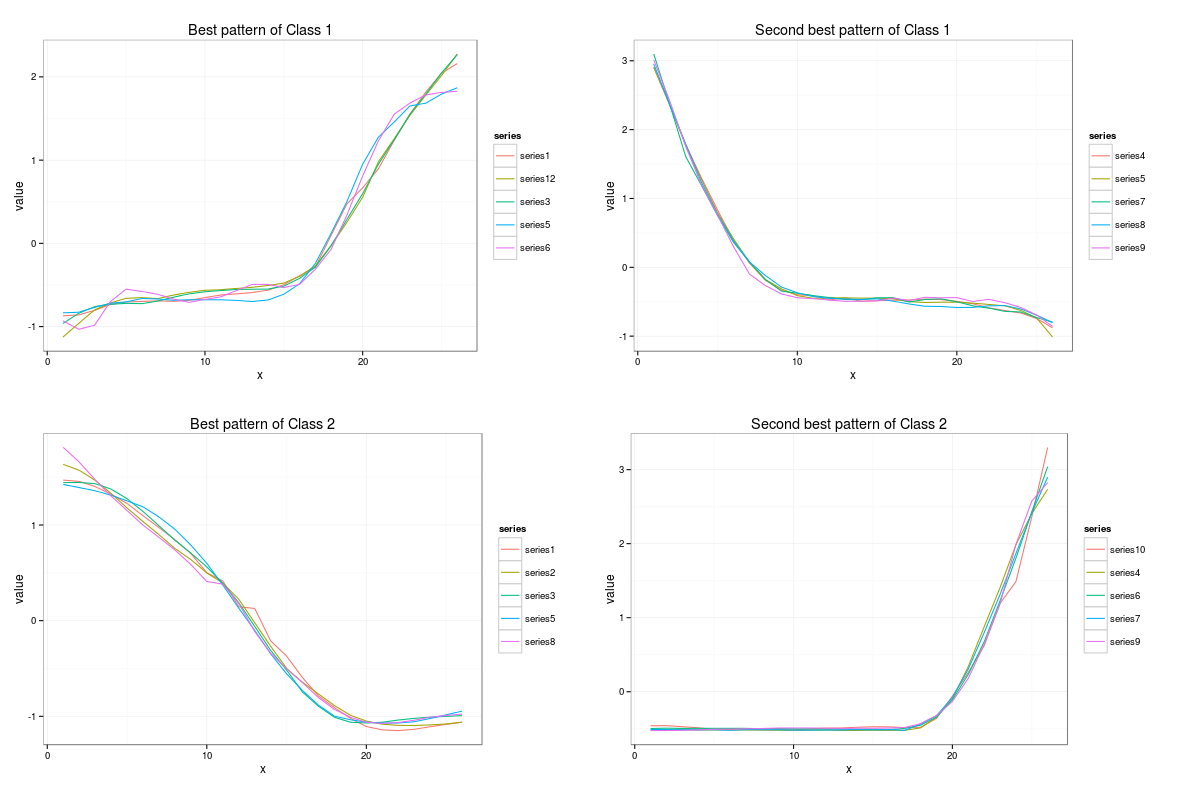 Best pattern of Class 1
value
2
1
0
-1
0
10
20
x
series
series1
series12
series3
series5
series6
Second best pattern of Class 1
value
3
2
1
0
-1
0
10
20
x
series
series4
series5
series7
series8
series9
Best pattern of Class 2
value
1
0
-1
0
10
20
x
series
series1
series2
series3
series5
series8
Second best pattern of Class 2
value
3
2
1
0
0
10
20
x
series
series10
series4
series6
series7
series9